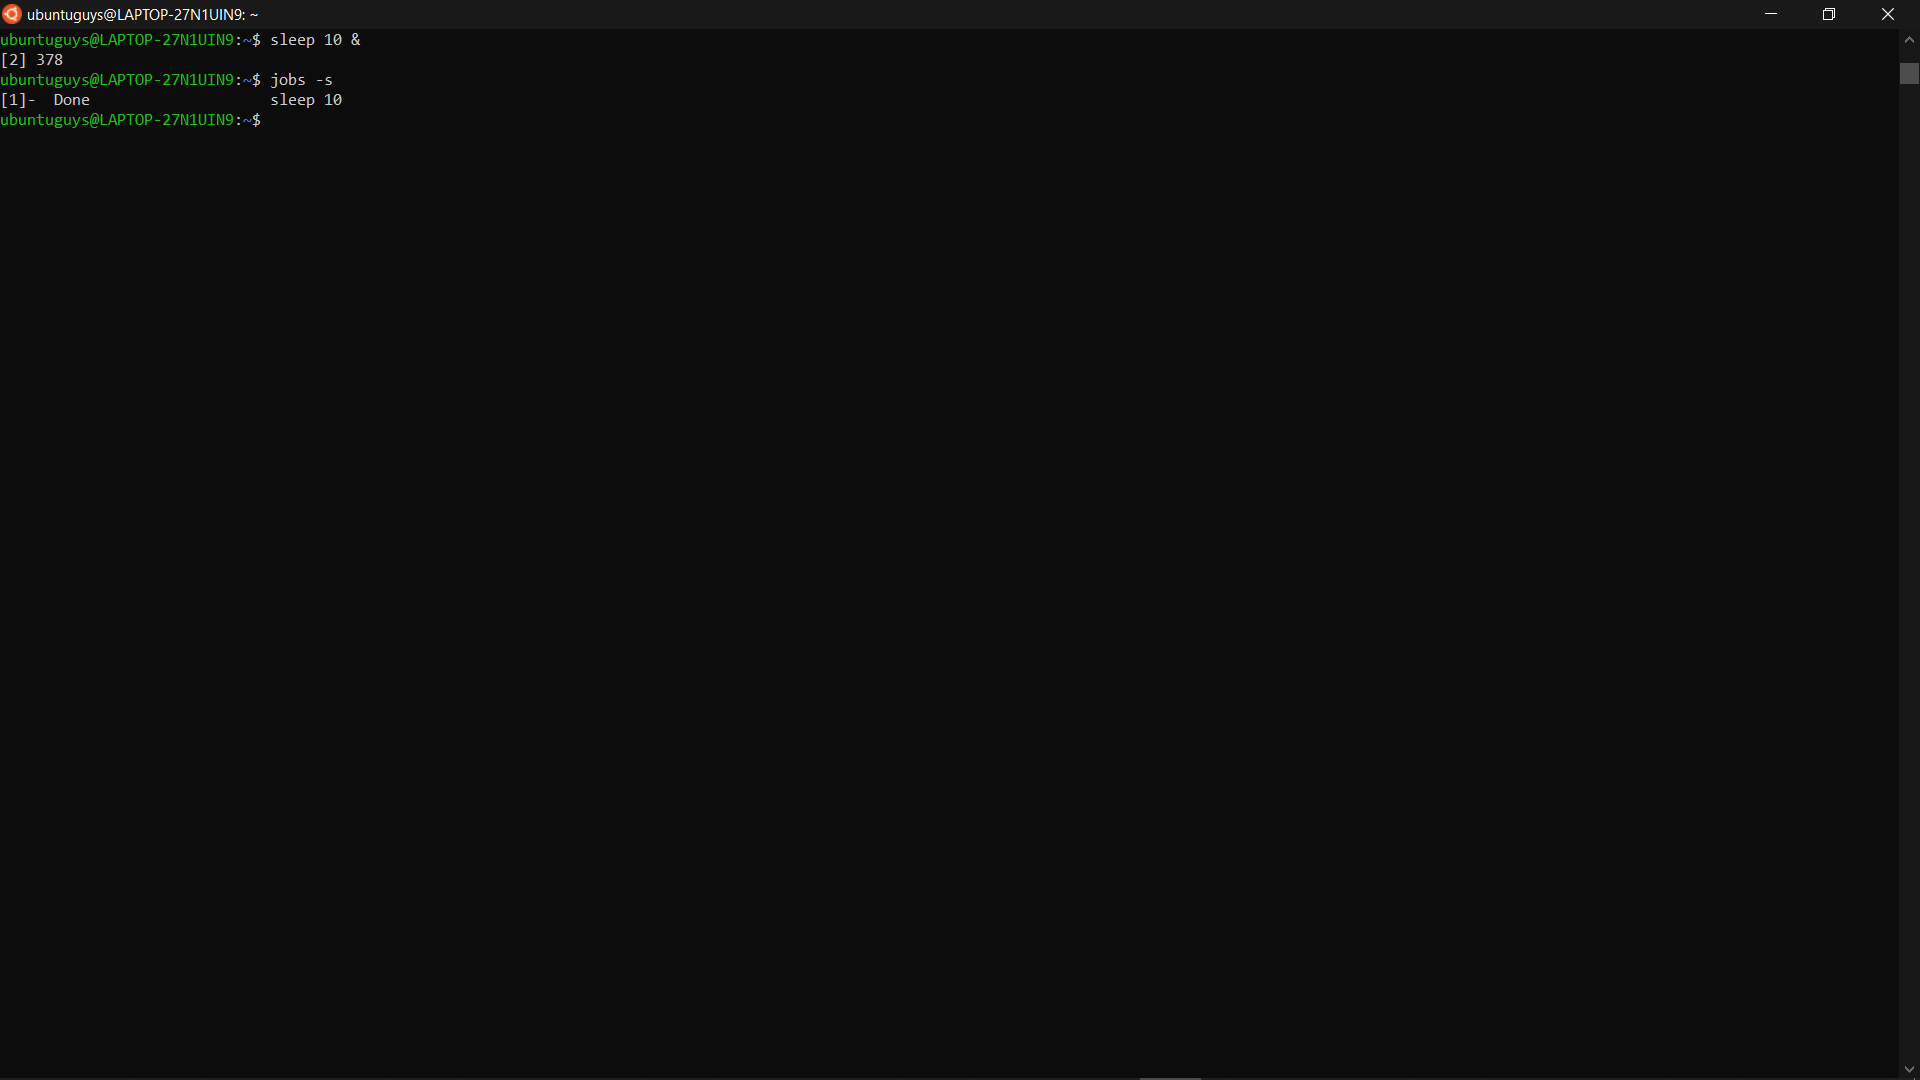 ubuntuguys@LAPTOP-27N1UIN9: ~
ubuntuguys@LAPTOP-27N1UIN9:~$ sleep 10 &
[2] 378
ubuntuguys@LAPTOP-27N1UIN9:~$ jobs -s
[1]-  Done                    sleep 10
ubuntuguys@LAPTOP-27N1UIN9:~$